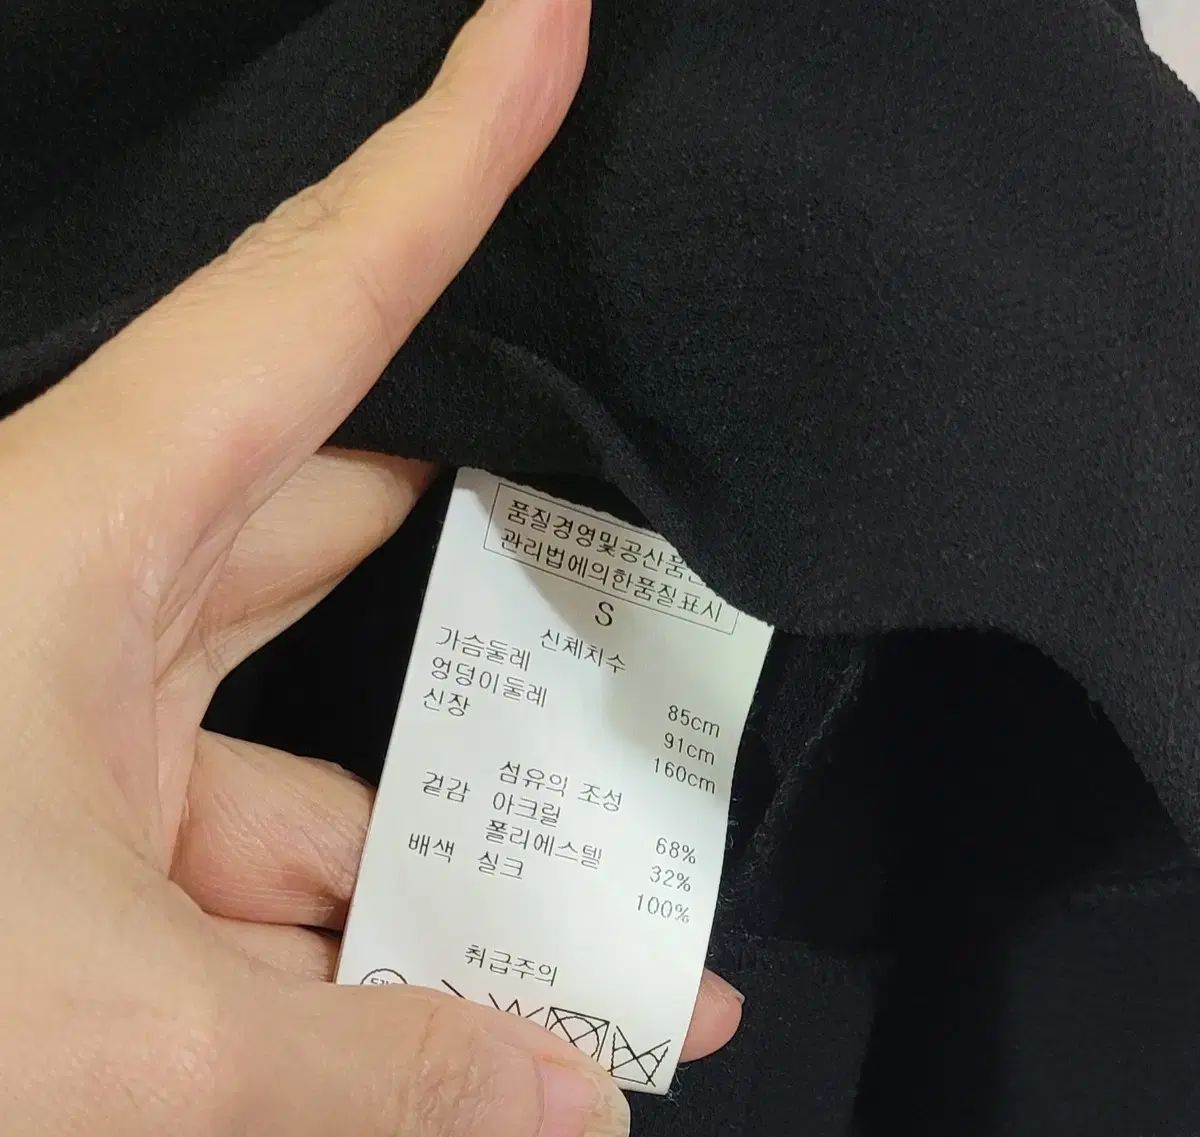 품질경영및공산품
관리법에의한품질표시
S
신체치수
가슴둘레 85cm
엉덩이둘레 91cm
신장 160cm
섬유의 조성
겉감 아크릴 68%
폴리에스텔 32%
배색 실크 100%
취급주의